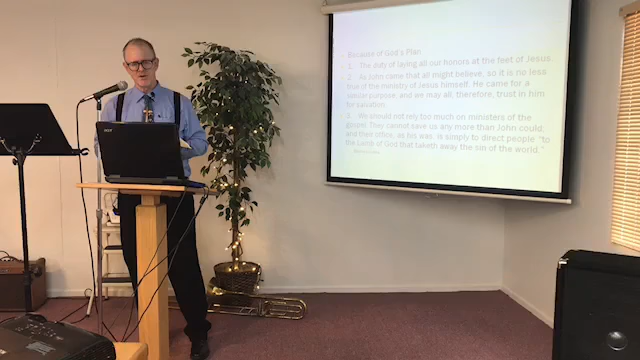 Because of God's Plan
1. The duty of laying all our honors at the feet of Jesus.
2. As John came that all might believe, so it is no less
true of the ministry of Jesus himself. He came for a
similar purpose, and we may all, therefore, trust in him
for salvation.
3. We should not rely too much on ministers of the
gospel. They cannot save us any more than John could;
and their office, as his was, is simply to direct people "to
the Lamb of God that taketh away the sin of the world."
acer